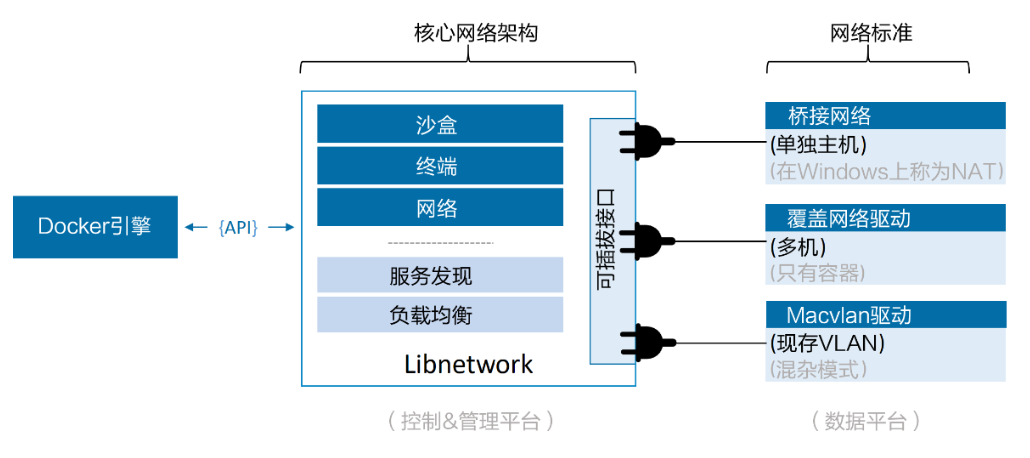 核心网络架构
网络标准
Docker引擎
{API}
沙盒
终端
网络
服务发现
负载均衡
Libnetwork
可插拔接口
桥接网络
(单独主机)
(在Windows上称为NAT)
覆盖网络驱动
(多机)
(只有容器)
Macvlan驱动
(现存VLAN)
(混杂模式)
（控制&管理平台）
（数据平台）